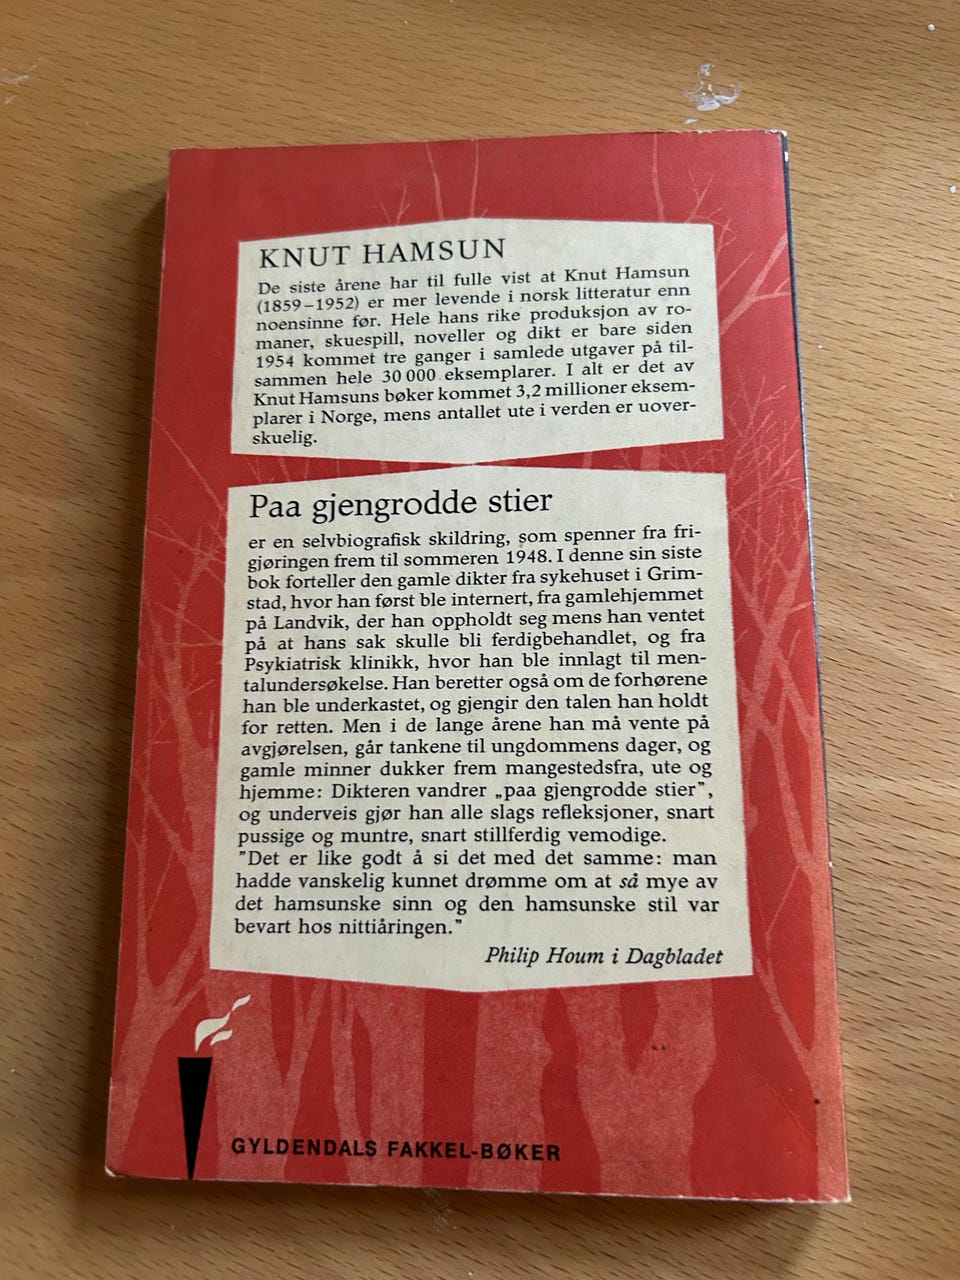 KNUT HAMSUN
De siste årene har til fulle vist at Knut Hamsun
(1859–1952) er mer levende i norsk litteratur enn
noensinne før. Hele hans rike produksjon av ro-
maner, skuespill, noveller og dikt er bare siden
1954 kommet tre ganger i samlede utgaver på til-
sammen hele 30 000 eksemplarer. I alt er det av
Knut Hamsuns bøker kommet 3,2 millioner eksem-
plarer i Norge, mens antallet ute i verden er uover-
skuelig.
Paa gjengrodde stier
er en selvbiografisk skildring, som spenner fra fri-
gjøringen frem til sommeren 1948. I denne sin siste
bok forteller den gamle dikter fra sykehuset i Grim-
stad, hvor han først ble internert, fra gamlehjemmet
på Landvik, der han oppholdt seg mens han ventet
på at hans sak skulle bli ferdigbehandlet, og fra
Psykiatrisk klinikk, hvor han ble innlagt til men-
talundersøkelse. Han beretter også om de forhørene
han ble underkastet, og gjengir den talen han holdt
for retten. Men i de lange årene han må vente på
avgjørelsen, går tankene til ungdommens dager, og
gamle minner dukker frem mangestedsfra, ute og
hjemme: Dikteren vandrer „paa gjengrodde stier”,
og underveis gjør han alle slags refleksjoner, snart
pussige og muntre, snart stillferdig vemodige.
”Det er like godt å si det med det samme: man
hadde vanskelig kunnet drømme om at så mye av
det hamsunske sinn og den hamsunske stil var
bevart hos nittiåringen.”
Philip Houm i Dagbladet
GYLDENDALS FAKKEL-BØKER